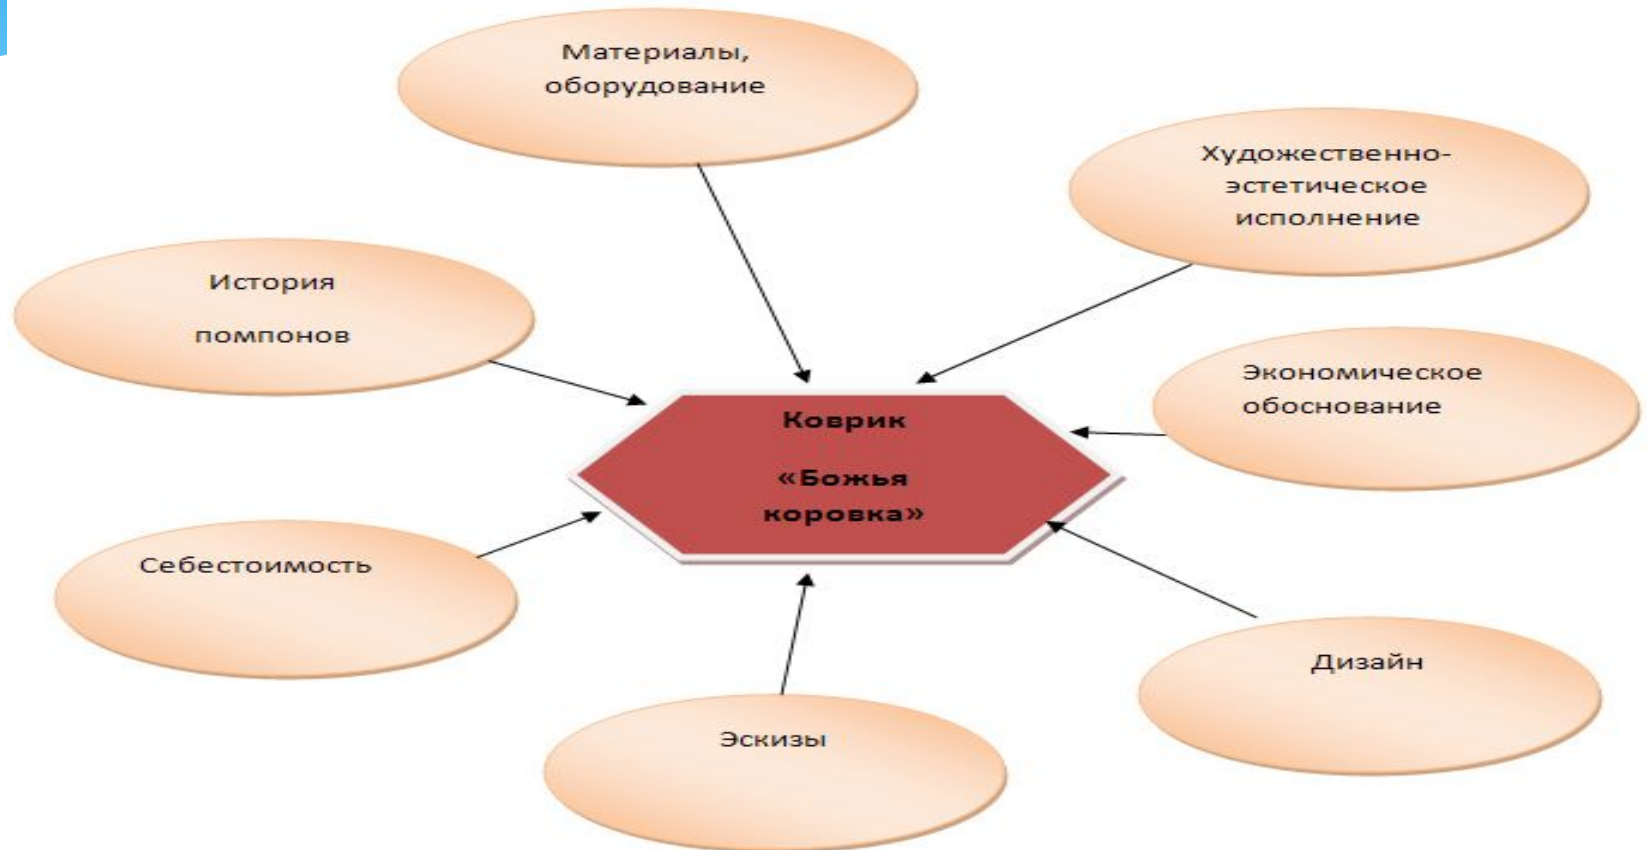 Материалы,
оборудование
Художественно-
эстетическое
исполнение
История
помпонов
Экономическое
обоснование
Коврик
«Божья
коровка»
Себестоимость
Дизайн
Эскизы